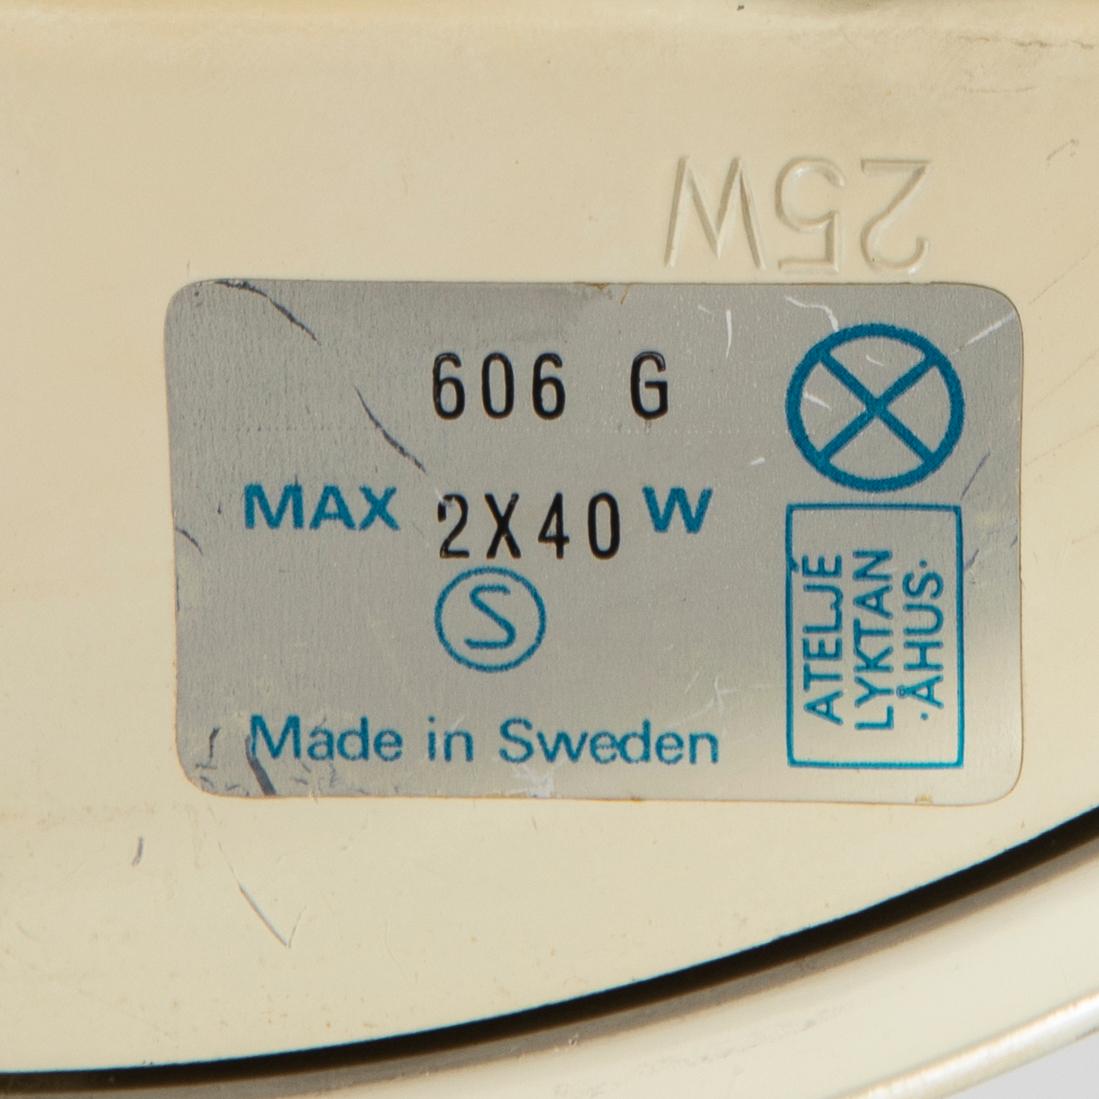 25W
606 G
MAX 2X40 W
S
Made in Sweden
ATELJÉ
LYKTAN
·ÅHUS·